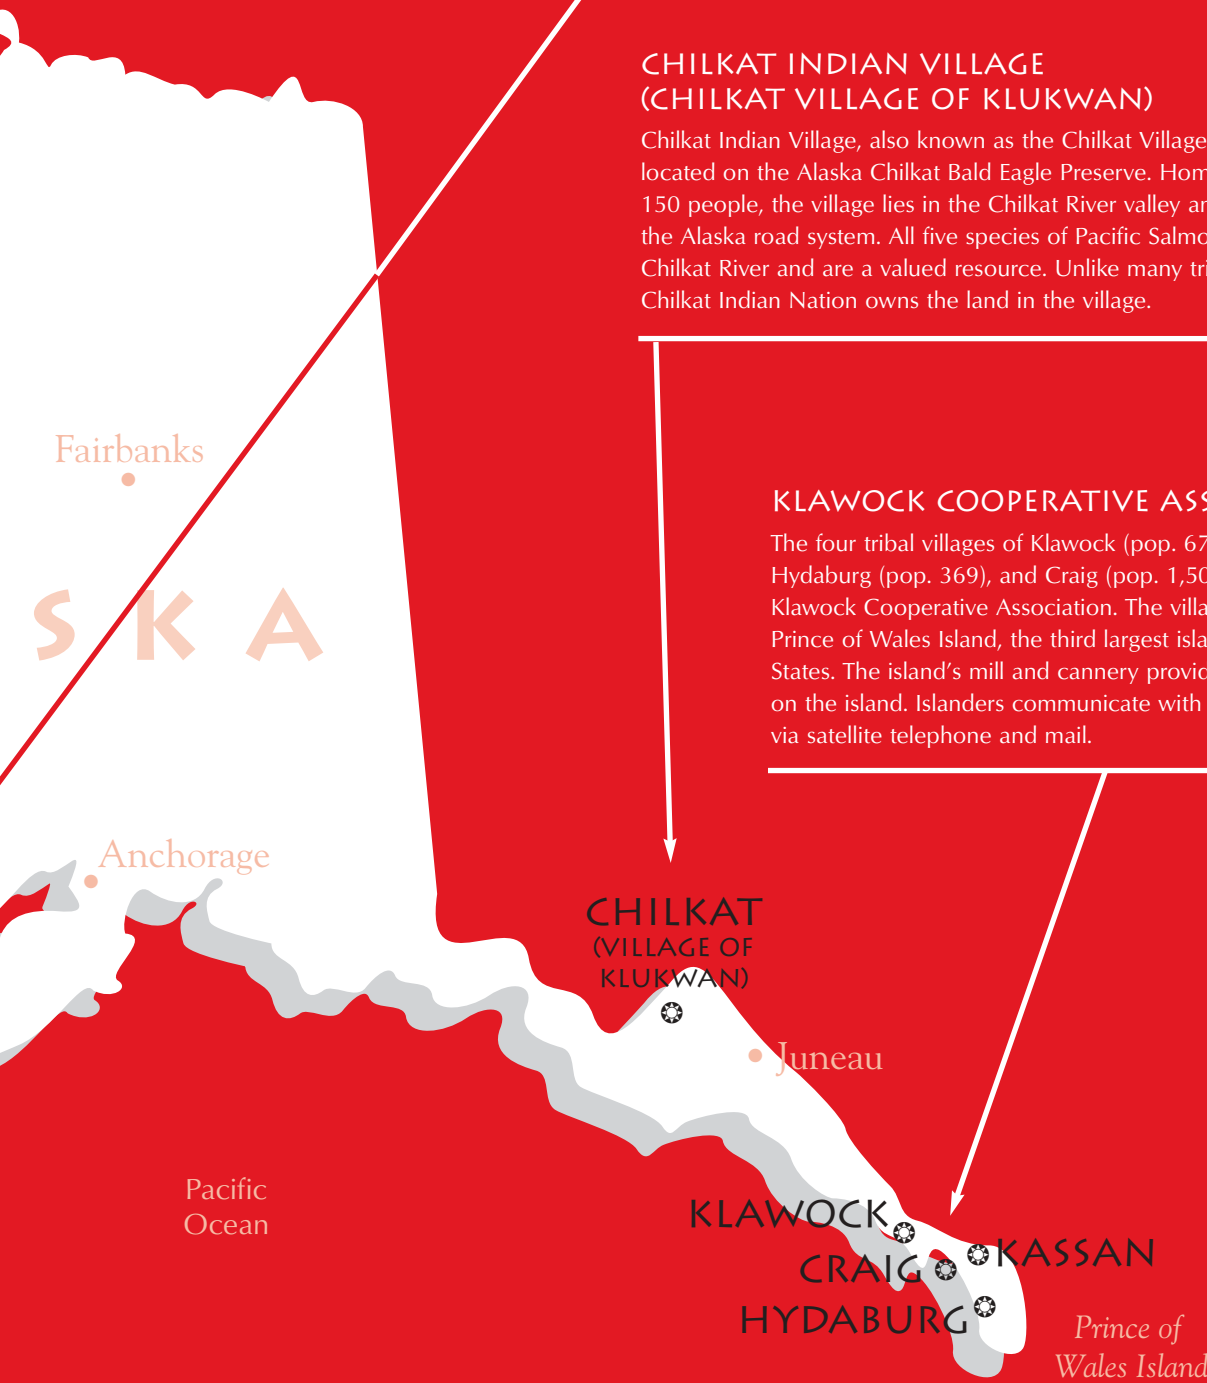 CHILKAT INDIAN VILLAGE
(CHILKAT VILLAGE OF KLUKWAN)
Chilkat Indian Village, also known as the Chilkat Village
located on the Alaska Chilkat Bald Eagle Preserve. Hom
150 people, the village lies in the Chilkat River valley
the Alaska road system. All five species of Pacific Salmo
Chilkat River and are a valued resource. Unlike many tri
Chilkat Indian Nation owns the land in the village.
Fairbanks
KLAWOCK COOPERATIVE ASS
The four tribal villages of Klawock (pop. 67
Hydaburg (pop. 369), and Craig (pop. 1,50
Klawock Cooperative Association. The villa
Prince of Wales Island, the third largest isla
States. The island's mill and cannery provid
on the island. Islanders communicate with
via satellite telephone and mail.
SKA
Anchorage
CHILKAT
(VILLAGE OF
KLUKWAN)
Juneau
Pacific
Ocean
KLAWOCK
KASSAN
CRAIG
HYDABURG
Prince of
Wales Island